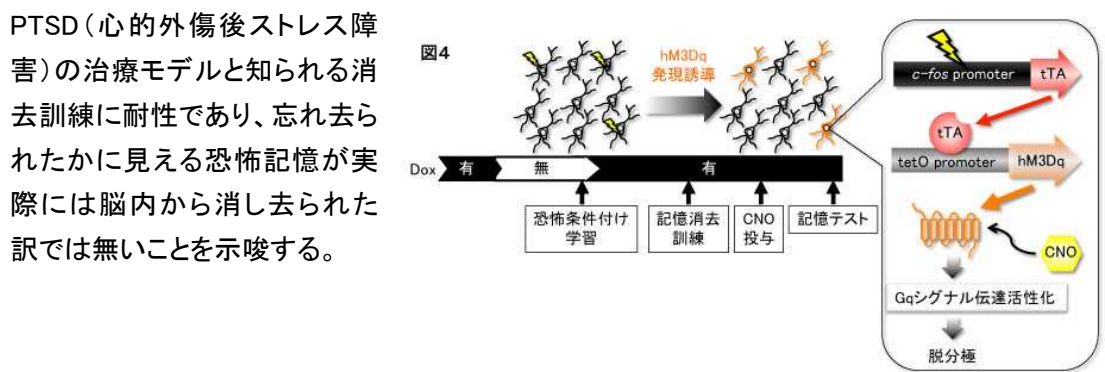 PTSD(心的外傷後ストレス障
害)の治療モデルと知られる消
去訓練に耐性であり、忘れ去ら
れたかに見える恐怖記憶が実
際には脳内から消し去られた
訳では無いことを示唆する。
図4
hM3Dq
発現誘導
Dox 有 無 有
恐怖条件付け
学習
記憶消去
訓練
CNO
投与
記憶テスト
c-fos promoter tTA
tTA
tetO promoter hM3Dq
CNO
Gqシグナル伝達活性化
脱分極